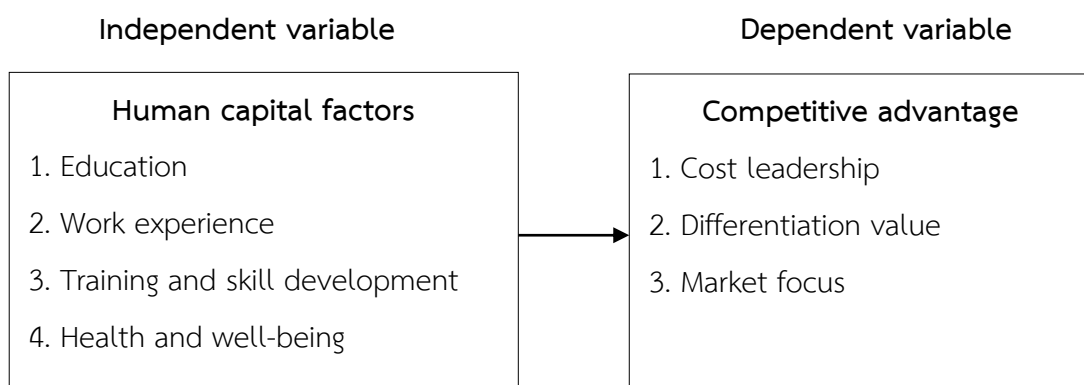 Independent variable
Dependent variable
Human capital factors
1. Education
2. Work experience
3. Training and skill development
4. Health and well-being
Competitive advantage
1. Cost leadership
2. Differentiation value
3. Market focus